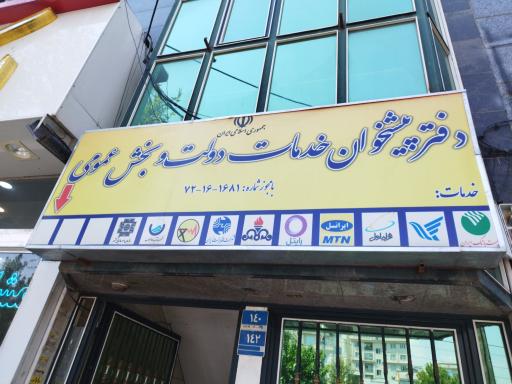 جمهوری اسلامی ایران
دفتر پیشخوان خدمات دولت و بخش عمومی
با مجوز شماره: ۱۶۸۱-۱۶-۷۲
خدمات:
ایرانسل
MTN
رایتل
۱۴۰
۱۴۲